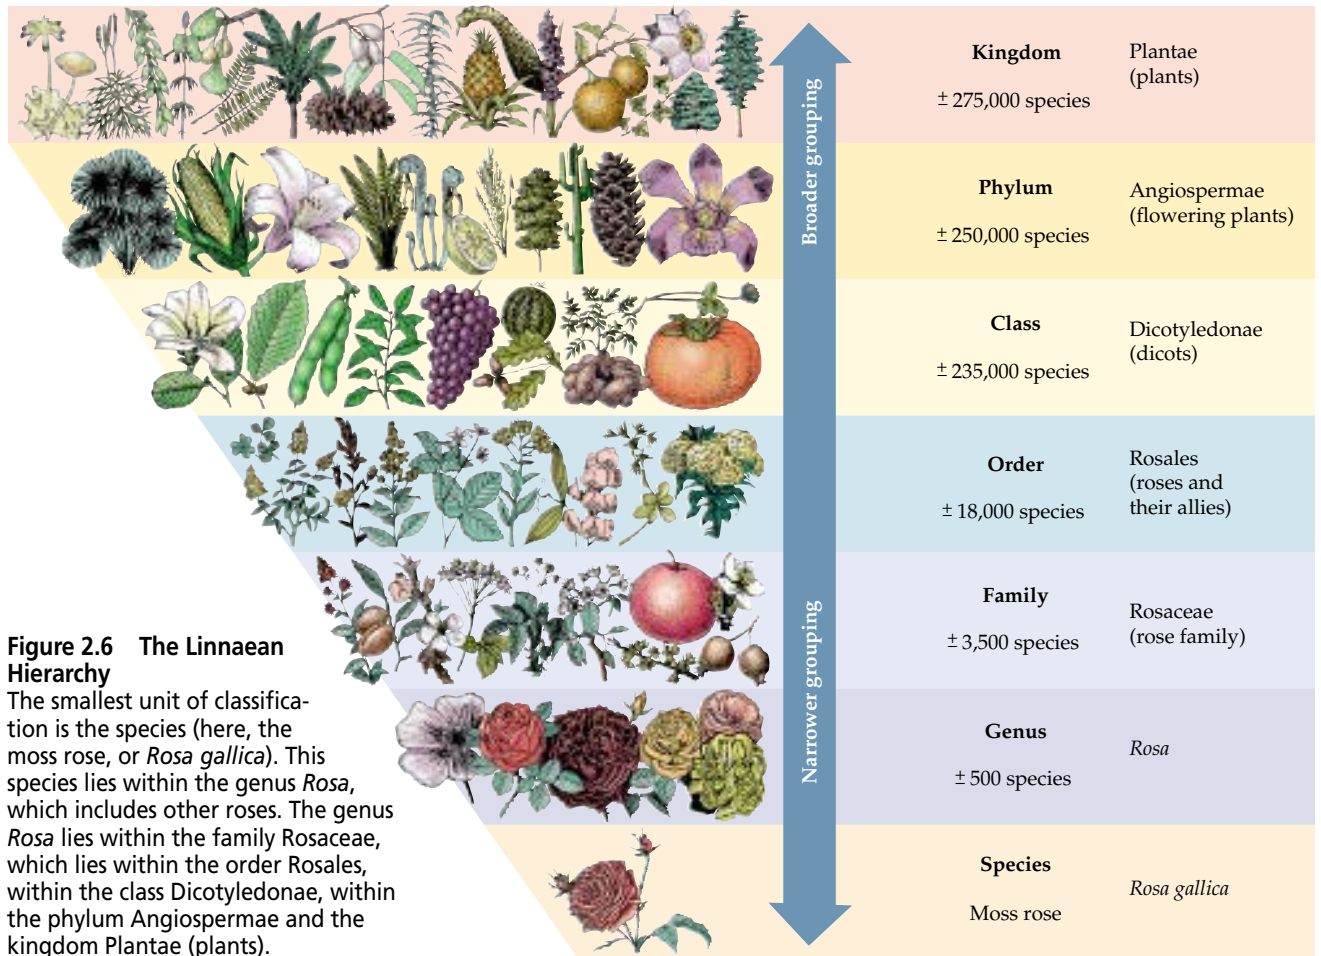 Kingdom
± 275,000 species
Plantae
(plants)
Broader grouping
Phylum
± 250,000 species
Angiospermae
(flowering plants)
Class
± 235,000 species
Dicotyledonae
(dicots)
Order
± 18,000 species
Rosales
(roses and
their allies)
Family
± 3,500 species
Rosaceae
(rose family)
Narrower grouping
Genus
± 500 species
Rosa
Species
Moss rose
Rosa gallica
Figure 2.6 The Linnaean
Hierarchy
The smallest unit of classifica-
tion is the species (here, the
moss rose, or Rosa gallica). This
species lies within the genus Rosa,
which includes other roses. The genus
Rosa lies within the family Rosaceae,
which lies within the order Rosales,
within the class Dicotyledonae, within
the phylum Angiospermae and the
kingdom Plantae (plants).